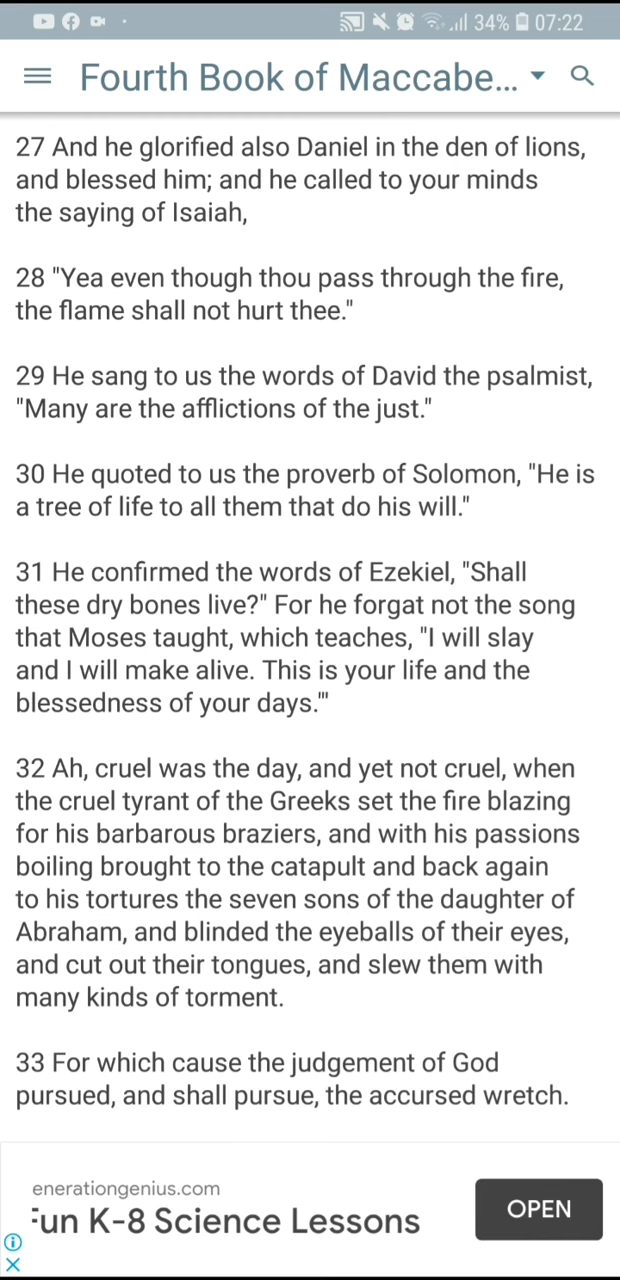 34% 07:22
Fourth Book of Maccabe...
27 And he glorified also Daniel in the den of lions,
and blessed him; and he called to your minds
the saying of Isaiah,
28 "Yea even though thou pass through the fire,
the flame shall not hurt thee."
29 He sang to us the words of David the psalmist,
"Many are the afflictions of the just."
30 He quoted to us the proverb of Solomon, "He is
a tree of life to all them that do his will."
31 He confirmed the words of Ezekiel, "Shall
these dry bones live?" For he forgat not the song
that Moses taught, which teaches, "I will slay
and I will make alive. This is your life and the
blessedness of your days."'
32 Ah, cruel was the day, and yet not cruel, when
the cruel tyrant of the Greeks set the fire blazing
for his barbarous braziers, and with his passions
boiling brought to the catapult and back again
to his tortures the seven sons of the daughter of
Abraham, and blinded the eyeballs of their eyes,
and cut out their tongues, and slew them with
many kinds of torment.
33 For which cause the judgement of God
pursued, and shall pursue, the accursed wretch.
enerationgenius.com
Fun K-8 Science Lessons
OPEN